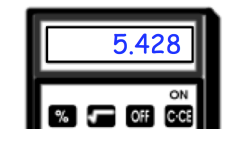 5.428
ON
% √ OFF C·CE